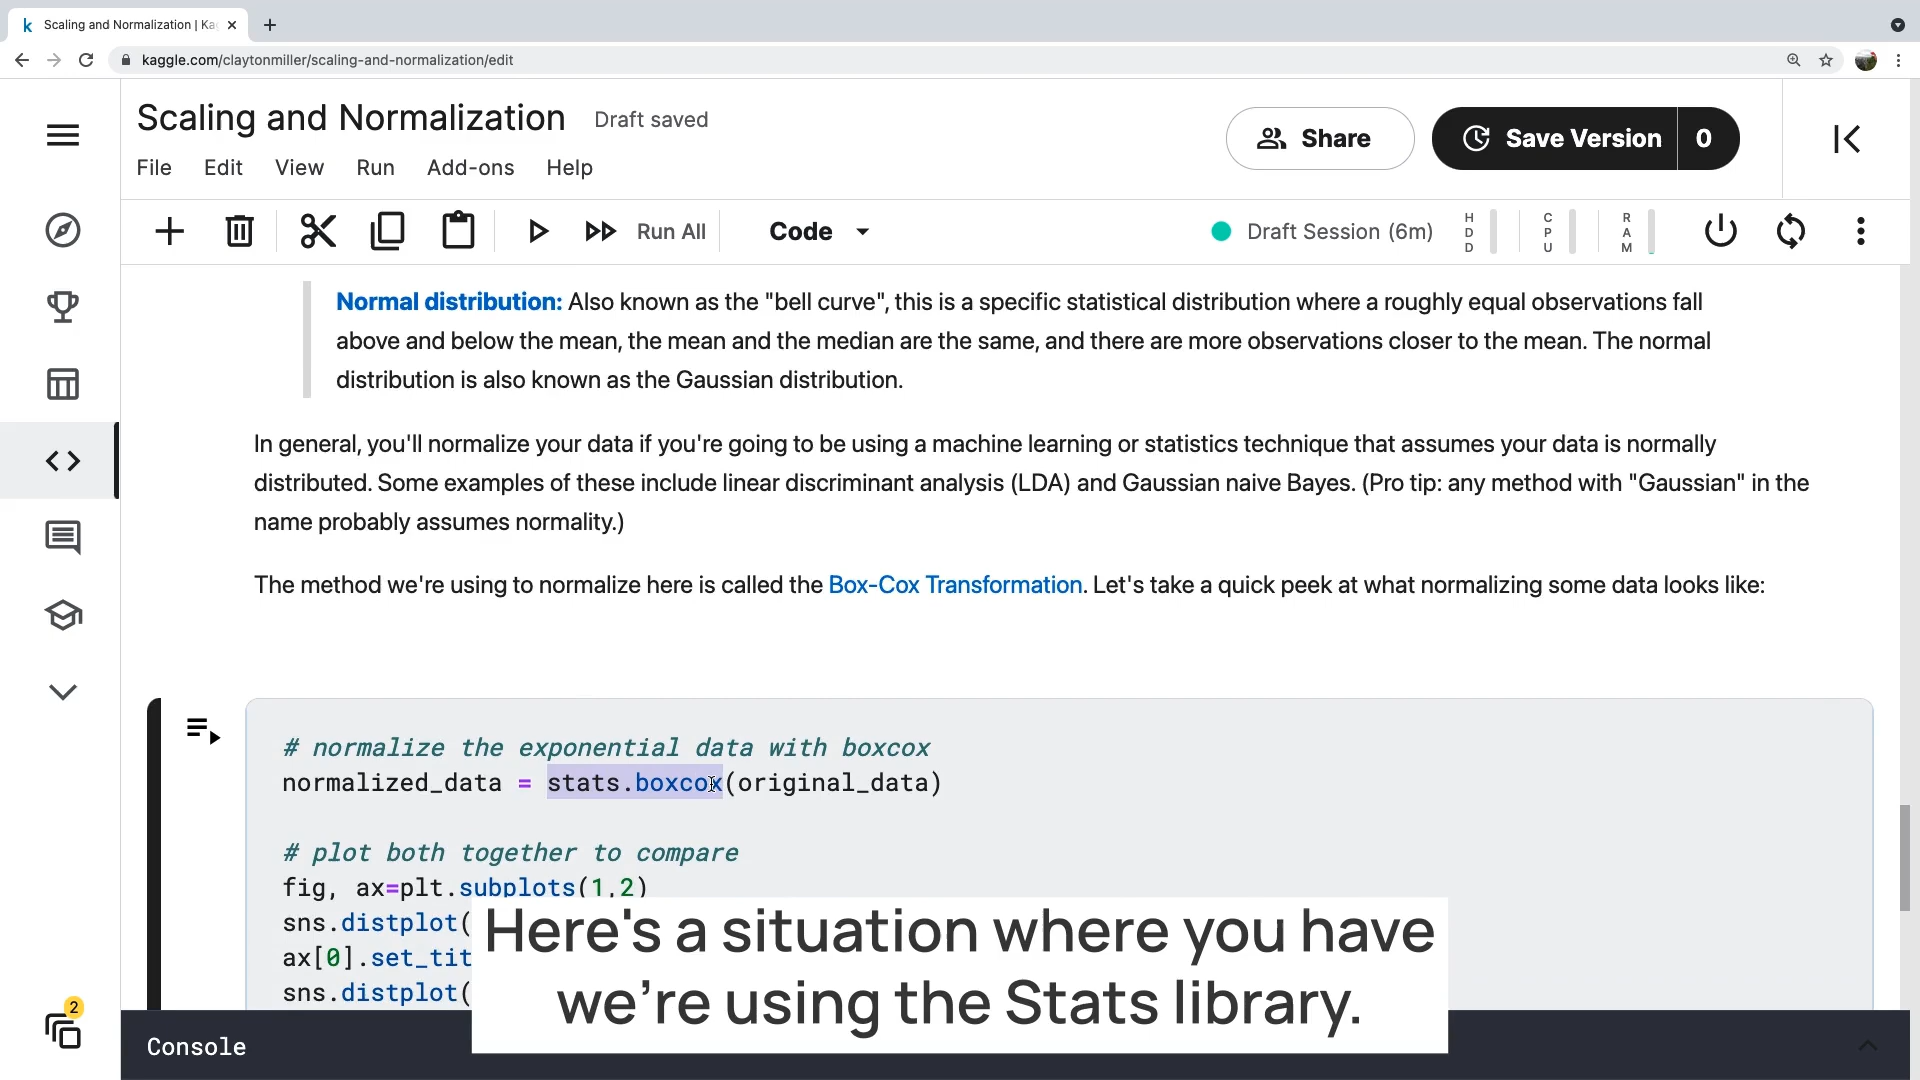 Scaling and Normalization | Ka
kaggle.com/claytonmiller/scaling-and-normalization/edit
Scaling and Normalization Draft saved
Share
Save Version 0
File Edit View Run Add-ons Help
Run All
Code
Draft Session (6m)
HDD
CPU
RAM
Normal distribution: Also known as the "bell curve", this is a specific statistical distribution where a roughly equal observations fall
above and below the mean, the mean and the median are the same, and there are more observations closer to the mean. The normal
distribution is also known as the Gaussian distribution.
In general, you'll normalize your data if you're going to be using a machine learning or statistics technique that assumes your data is normally
distributed. Some examples of these include linear discriminant analysis (LDA) and Gaussian naive Bayes. (Pro tip: any method with "Gaussian" in the
name probably assumes normality.)
The method we're using to normalize here is called the Box-Cox Transformation. Let's take a quick peek at what normalizing some data looks like:
# normalize the exponential data with boxcox
normalized_data = stats.boxcox(original_data)
# plot both together to compare
fig, ax=plt.subplots(1,2)
sns.distplot(
ax[0].set_tit
sns.distplot(
Here's a situation where you have
we're using the Stats library.
2
Console